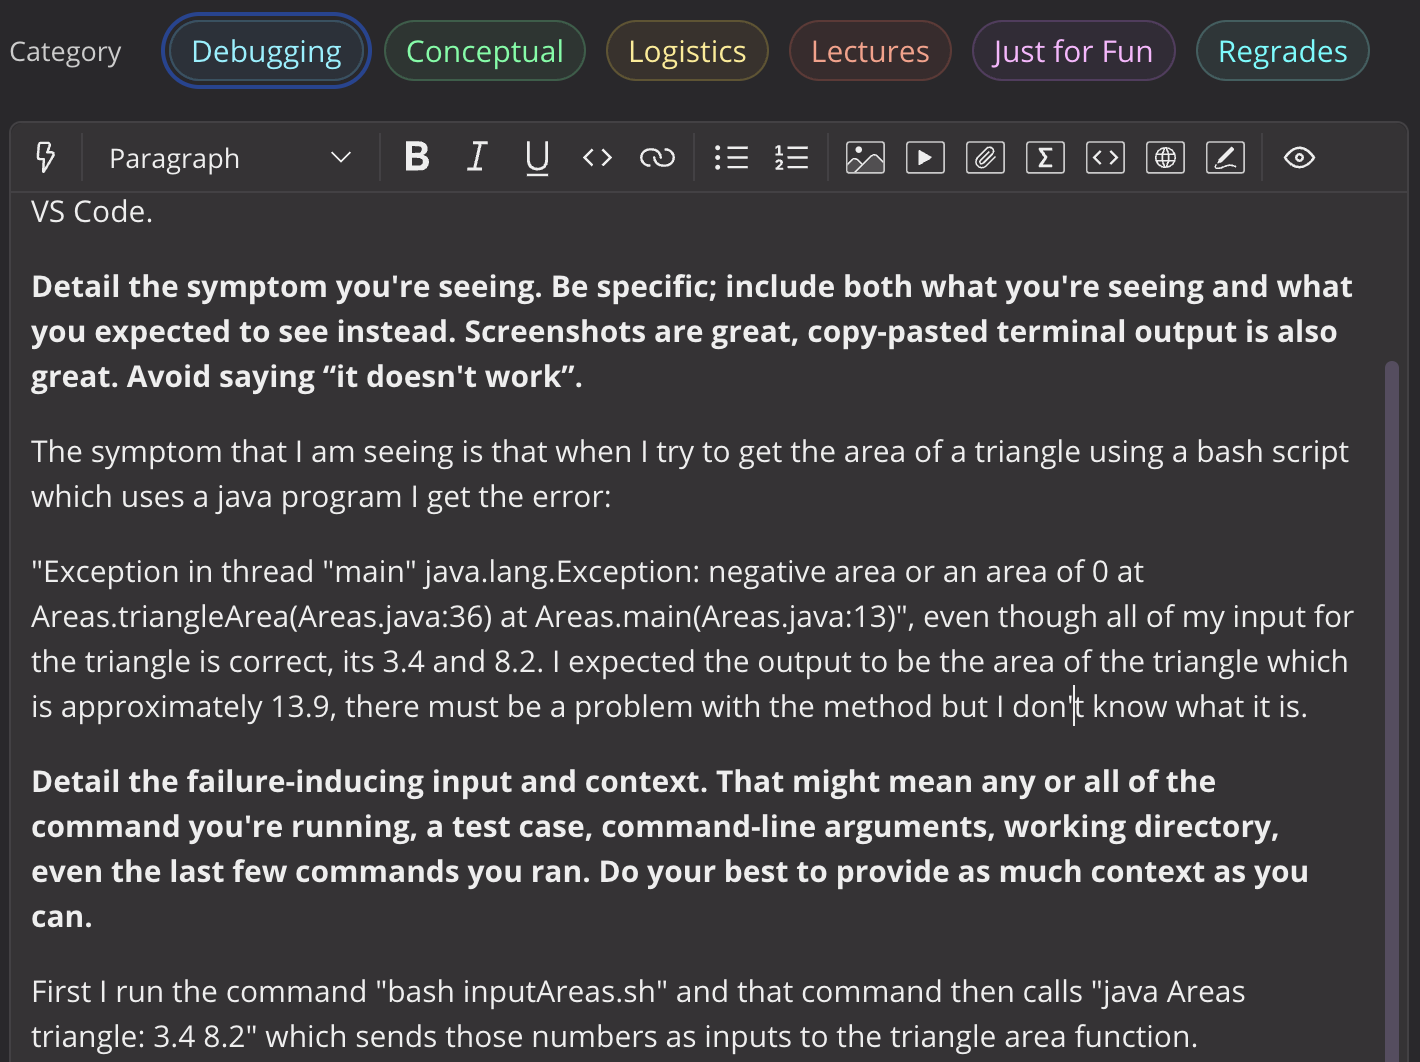 Category Debugging Conceptual Logistics Lectures Just for Fun Regrades
Paragraph B I U
VS Code.
Detail the symptom you're seeing. Be specific; include both what you're seeing and what
you expected to see instead. Screenshots are great, copy-pasted terminal output is also
great. Avoid saying “it doesn't work”.
The symptom that I am seeing is that when I try to get the area of a triangle using a bash script
which uses a java program I get the error:
"Exception in thread "main" java.lang.Exception: negative area or an area of 0 at
Areas.triangleArea(Areas.java:36) at Areas.main(Areas.java:13)", even though all of my input for
the triangle is correct, its 3.4 and 8.2. I expected the output to be the area of the triangle which
is approximately 13.9, there must be a problem with the method but I don't know what it is.
Detail the failure-inducing input and context. That might mean any or all of the
command you're running, a test case, command-line arguments, working directory,
even the last few commands you ran. Do your best to provide as much context as you
can.
First I run the command "bash inputAreas.sh" and that command then calls "java Areas
triangle: 3.4 8.2" which sends those numbers as inputs to the triangle area function.